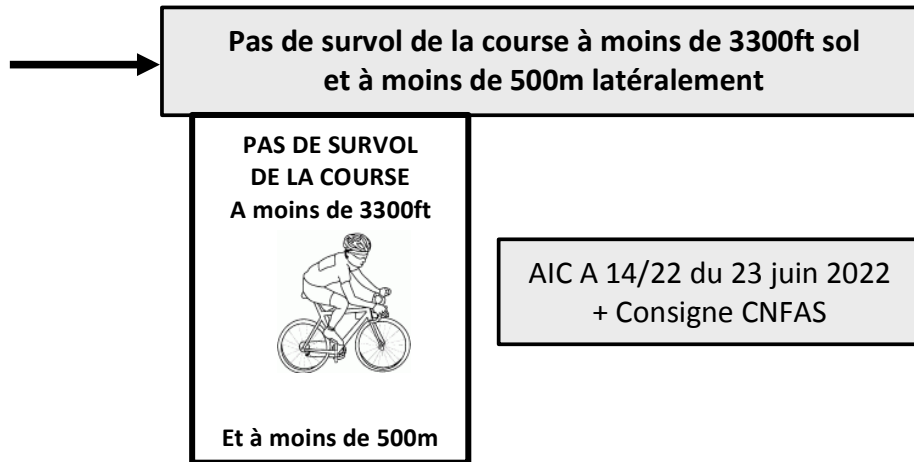 Pas de survol de la course à moins de 3300ft sol
et à moins de 500m latéralement
PAS DE SURVOL
DE LA COURSE
A moins de 3300ft
Et à moins de 500m
AIC A 14/22 du 23 juin 2022
+ Consigne CNFAS